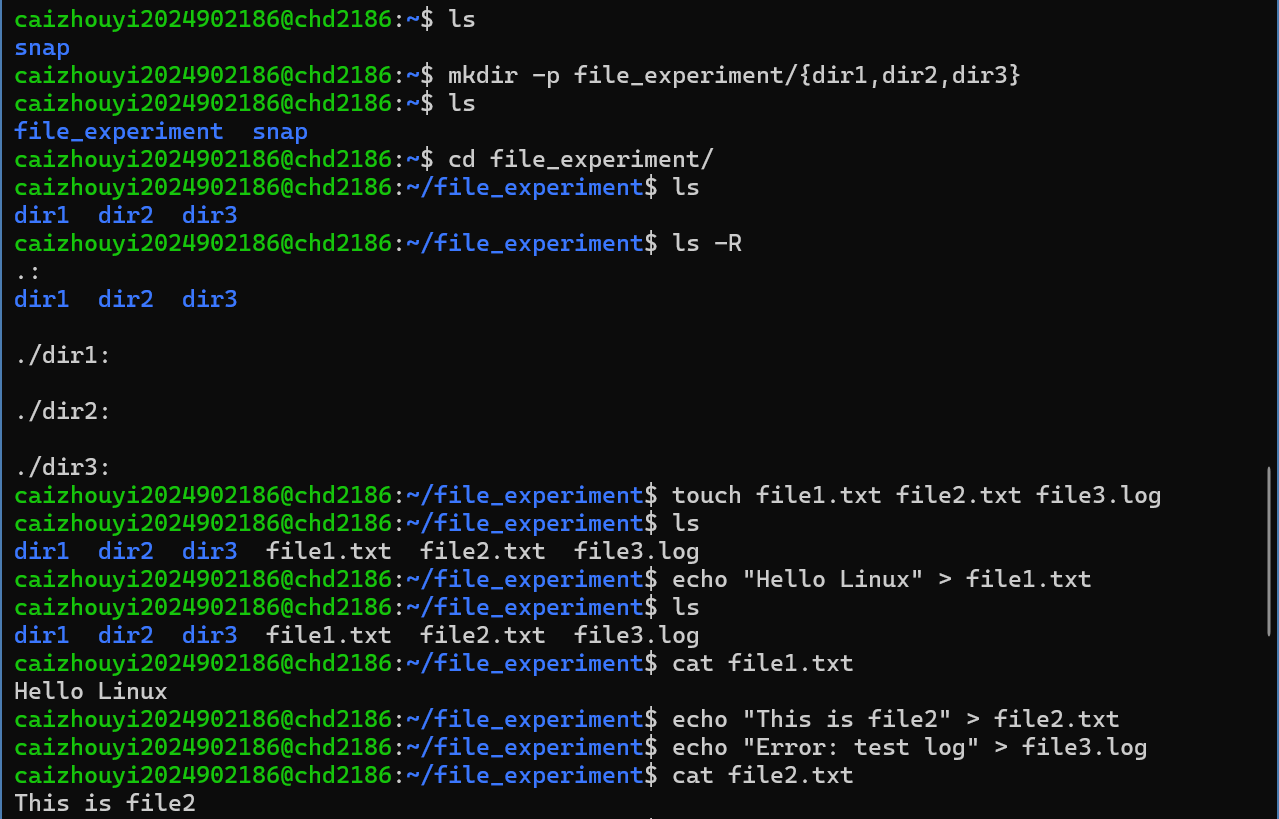 caizhouyi2024902186@chd2186:~$ ls
snap
caizhouyi2024902186@chd2186:~$ mkdir -p file_experiment/{dir1,dir2,dir3}
caizhouyi2024902186@chd2186:~$ ls
file_experiment  snap
caizhouyi2024902186@chd2186:~$ cd file_experiment/
caizhouyi2024902186@chd2186:~/file_experiment$ ls
dir1  dir2  dir3
caizhouyi2024902186@chd2186:~/file_experiment$ ls -R
.:
dir1  dir2  dir3

./dir1:

./dir2:

./dir3:
caizhouyi2024902186@chd2186:~/file_experiment$ touch file1.txt file2.txt file3.log
caizhouyi2024902186@chd2186:~/file_experiment$ ls
dir1  dir2  dir3  file1.txt  file2.txt  file3.log
caizhouyi2024902186@chd2186:~/file_experiment$ echo "Hello Linux" > file1.txt
caizhouyi2024902186@chd2186:~/file_experiment$ ls
dir1  dir2  dir3  file1.txt  file2.txt  file3.log
caizhouyi2024902186@chd2186:~/file_experiment$ cat file1.txt
Hello Linux
caizhouyi2024902186@chd2186:~/file_experiment$ echo "This is file2" > file2.txt
caizhouyi2024902186@chd2186:~/file_experiment$ echo "Error: test log" > file3.log
caizhouyi2024902186@chd2186:~/file_experiment$ cat file2.txt
This is file2